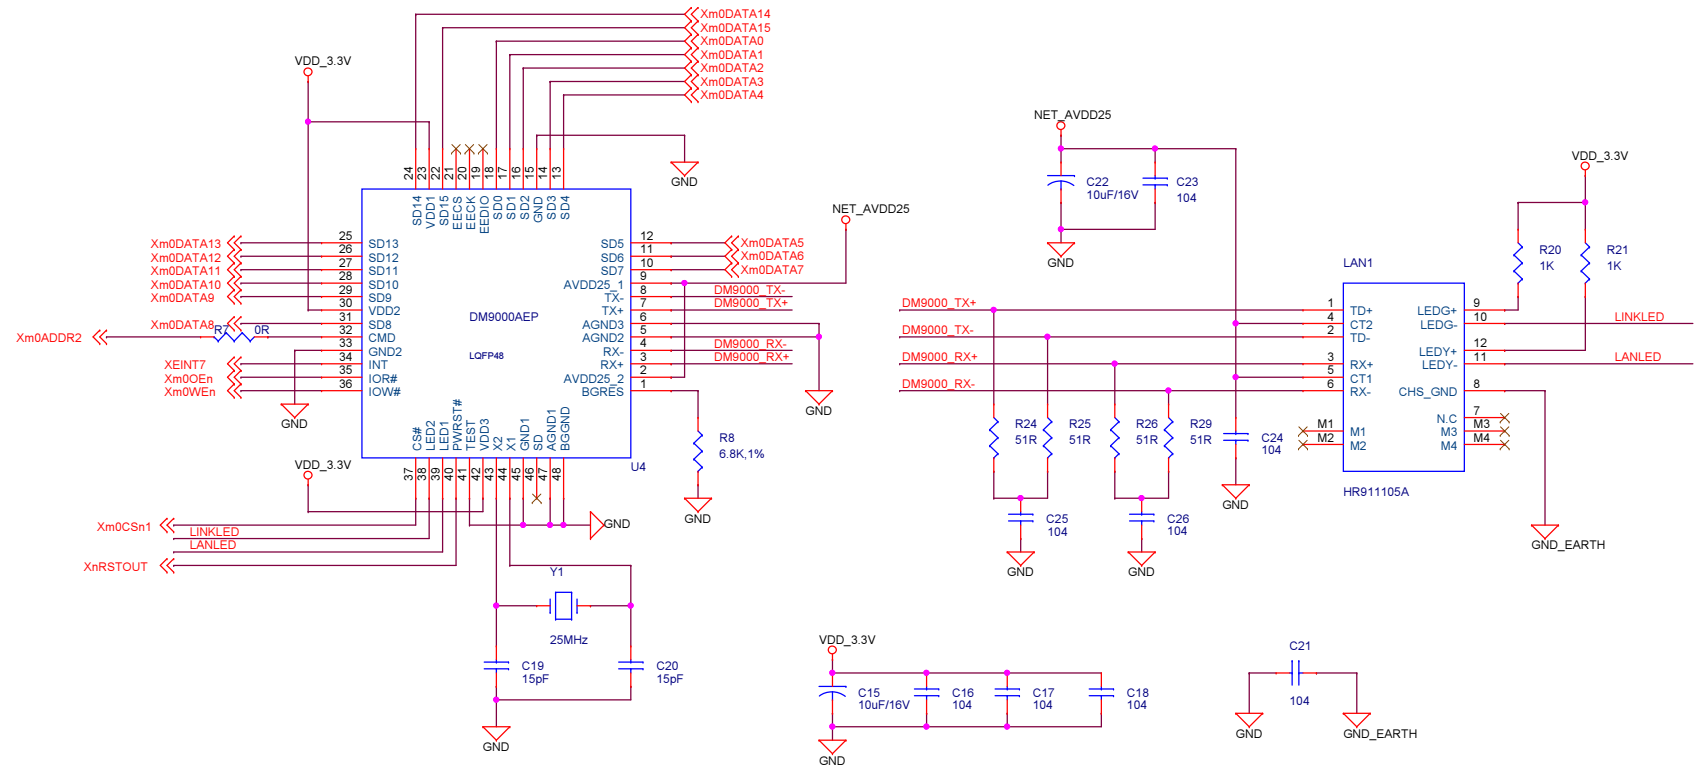 Xm0DATA14
Xm0DATA15
Xm0DATA0
Xm0DATA1
Xm0DATA2
Xm0DATA3
Xm0DATA4
VDD_3.3V
24
23
22
21
20
19
18
17
16
15
14
13
GND
SD14
VDD1
SD15
EECS
EECK
EEDIO
SD0
SD1
SD2
GND
SD3
SD4
NET_AVDD25
Xm0DATA13 25 SD13
Xm0DATA12 26 SD12
Xm0DATA11 27 SD11
Xm0DATA10 28 SD10
Xm0DATA9 29 SD9
30 VDD2
Xm0DATA8 31 SD8
Xm0ADDR2 R7 0R 32 CMD
33 GND2
XEINT7 34 INT
Xm0OEn 35 IOR#
Xm0WEn 36 IOW#
GND
DM9000AEP
LQFP48
SD5 12 Xm0DATA5
SD6 11 Xm0DATA6
SD7 10 Xm0DATA7
AVDD25_1 9
TX- 8 DM9000_TX-
TX+ 7 DM9000_TX+
AGND3 6
AGND2 5
RX- 4 DM9000_RX-
RX+ 3 DM9000_RX+
AVDD25_2 2
BGRES 1
GND
R8
6.8K,1%
GND
U4
CS#
LED2
LED1
PWRST#
TEST
VDD3
X2
X1
GND1
SD
AGND1
BGGND
37
38
39
40
41
42
43
44
45
46
47
48
VDD_3.3V
Xm0CSn1
LINKLED
LANLED
XnRSTOUT
GND
Y1
25MHz
C19
15pF
C20
15pF
GND
NET_AVDD25
C22
10uF/16V
C23
104
GND
VDD_3.3V
R20
1K
R21
1K
LAN1
DM9000_TX+ 1 TD+
4 CT2
DM9000_TX- 2 TD-
DM9000_RX+ 3 RX+
5 CT1
DM9000_RX- 6 RX-
M1 M1
M2 M2
LEDG+ 9
LEDG- 10 LINKLED
LEDY+ 12
LEDY- 11 LANLED
CHS_GND 8
N.C 7
M3 M3
M4 M4
HR911105A
GND_EARTH
R24
51R
R25
51R
R26
51R
R29
51R
C24
104
GND
C25
104
GND
C26
104
GND
VDD_3.3V
C15
10uF/16V
C16
104
C17
104
C18
104
GND
C21
104
GND
GND_EARTH